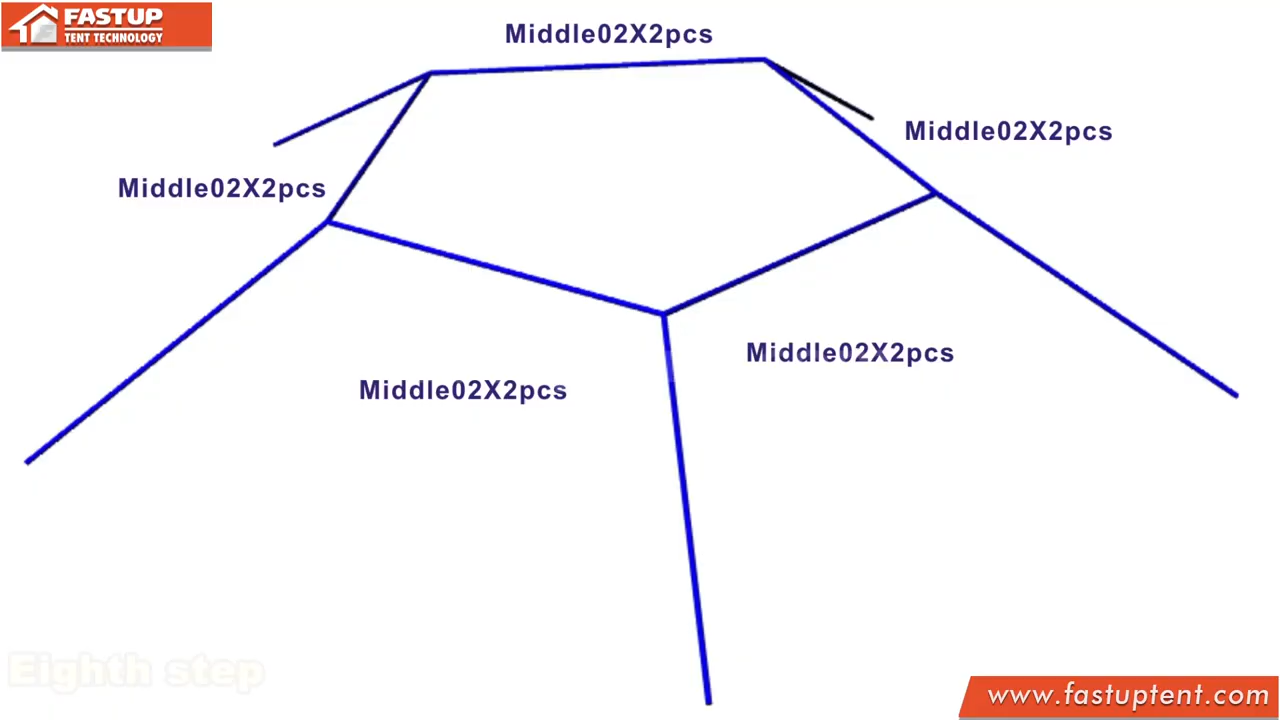 FASTUP
TENT TECHNOLOGY
Middle02X2pcs
Middle02X2pcs
Middle02X2pcs
Middle02X2pcs
Middle02X2pcs
Eighth step
www.fastuptent.com